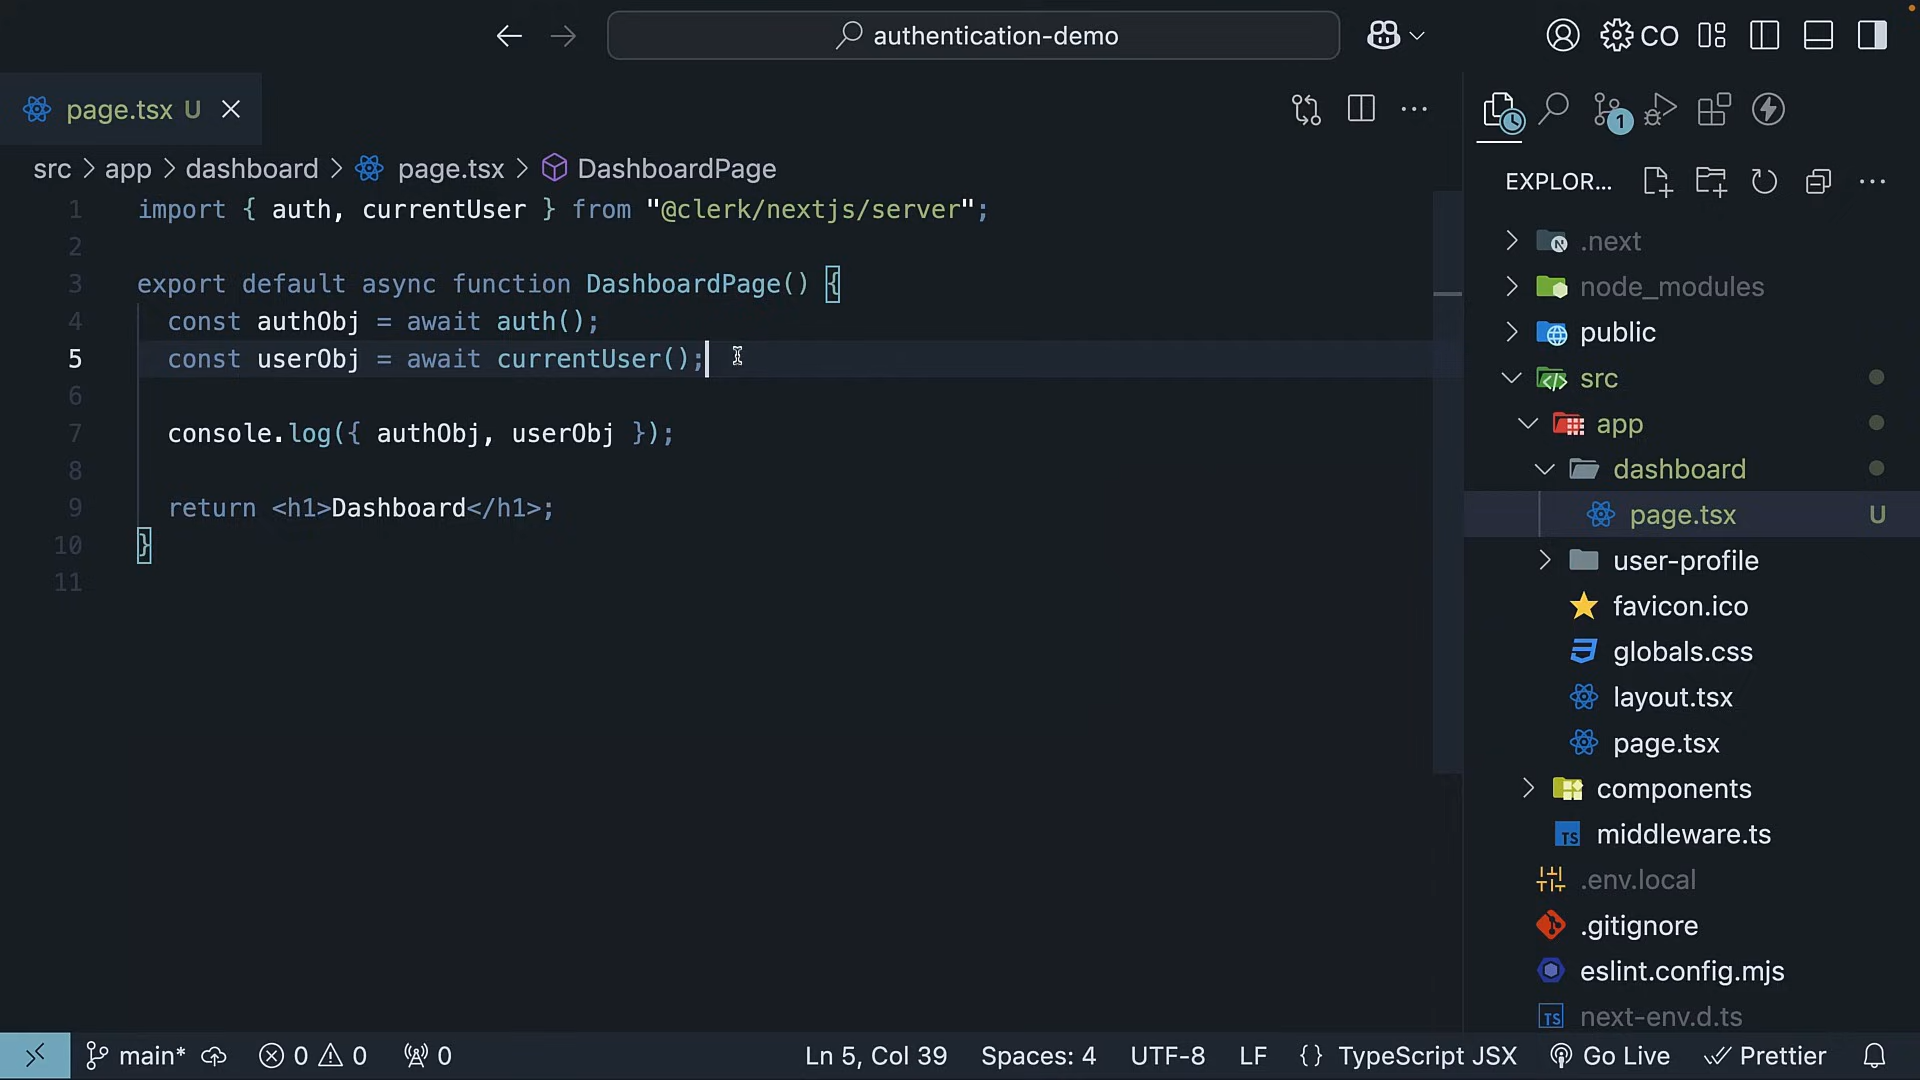 authentication-demo
CO
page.tsx U
src > app > dashboard > page.tsx > DashboardPage
1 import { auth, currentUser } from "@clerk/nextjs/server";
2
3 export default async function DashboardPage() {
4 const authObj = await auth();
5 const userObj = await currentUser();
6
7 console.log({ authObj, userObj });
8
9 return <h1>Dashboard</h1>;
10 }
11
1
EXPLOR...
.next
node_modules
public
src
app
dashboard
page.tsx U
user-profile
favicon.ico
globals.css
layout.tsx
page.tsx
components
middleware.ts
.env.local
.gitignore
eslint.config.mjs
next-env.d.ts
main* 0 0 0 Ln 5, Col 39 Spaces: 4 UTF-8 LF {} TypeScript JSX Go Live Prettier